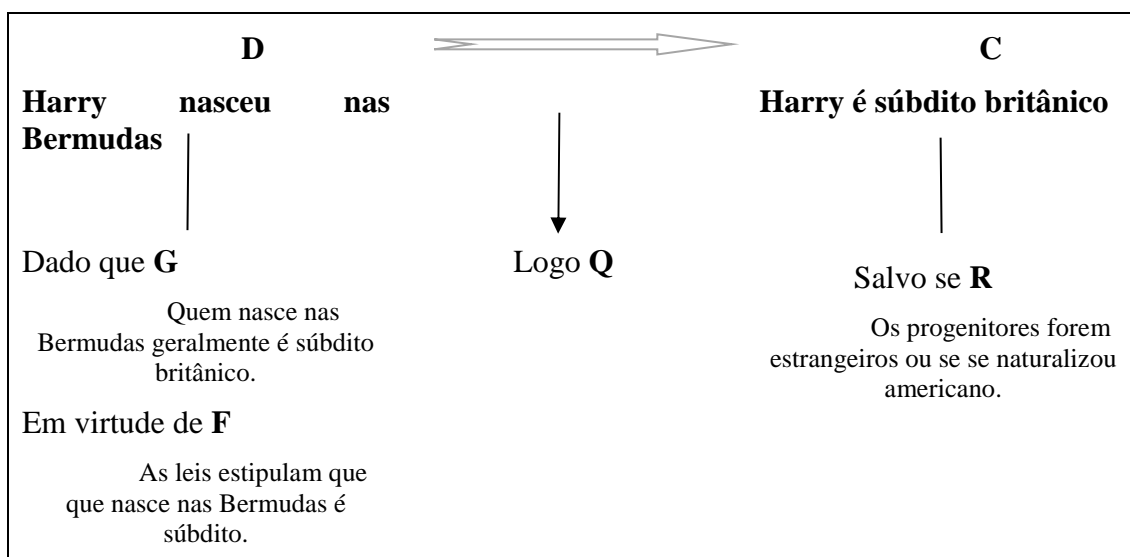 D
C
Harry nasceu nas
Bermudas
Harry é súbdito britânico
Dado que G
Quem nasce nas
Bermudas geralmente é súbdito
britânico.
Em virtude de F
As leis estipulam que
que nasce nas Bermudas é
súbdito.
Logo Q
Salvo se R
Os progenitores forem
estrangeiros ou se se naturalizou
americano.